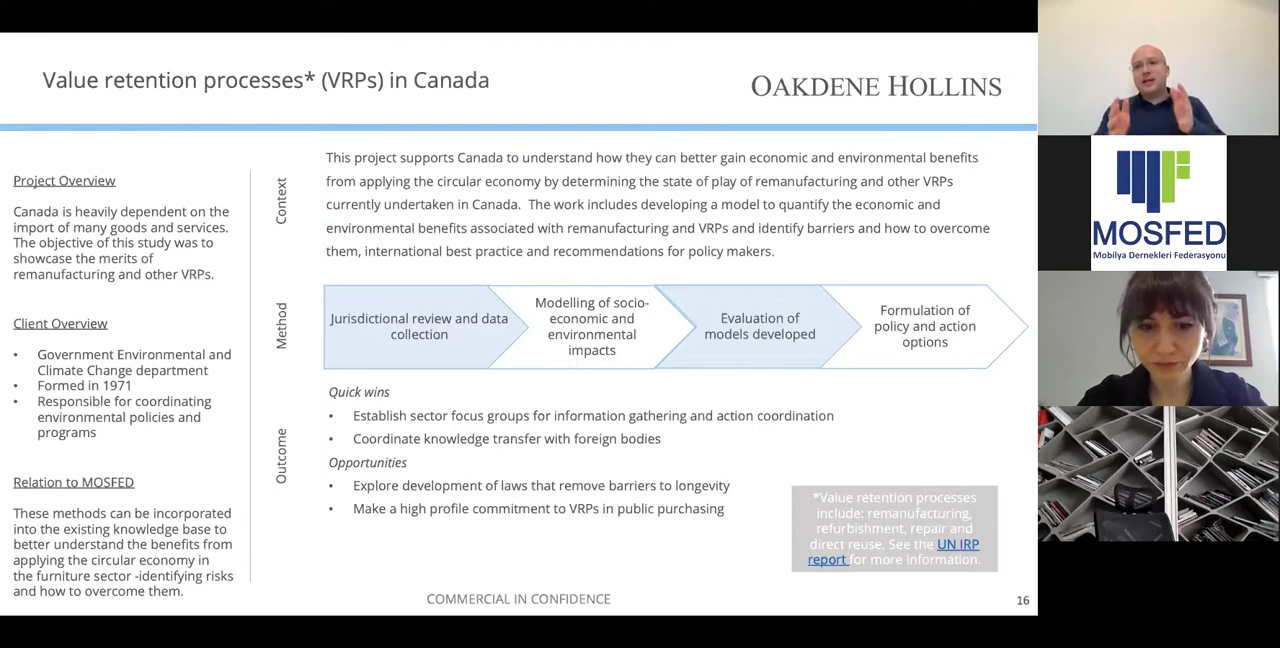 Value retention processes* (VRPs) in Canada
OAKDENE HOLLINS
Project Overview
Canada is heavily dependent on the
import of many goods and services.
The objective of this study was to
showcase the merits of
remanufacturing and other VRPs.
Client Overview
• Government Environmental and
Climate Change department
• Formed in 1971
• Responsible for coordinating
environmental policies and
programs
Relation to MOSFED
These methods can be incorporated
into the existing knowledge base to
better understand the benefits from
applying the circular economy in
the furniture sector -identifying risks
and how to overcome them.
Context
This project supports Canada to understand how they can better gain economic and environmental benefits
from applying the circular economy by determining the state of play of remanufacturing and other VRPs
currently undertaken in Canada. The work includes developing a model to quantify the economic and
environmental benefits associated with remanufacturing and VRPs and identify barriers and how to overcome
them, international best practice and recommendations for policy makers.
Method
Jurisdictional review and data
collection
Modelling of socio-
economic and
environmental
impacts
Evaluation of
models developed
Formulation of
policy and action
options
Outcome
Quick wins
• Establish sector focus groups for information gathering and action coordination
• Coordinate knowledge transfer with foreign bodies
Opportunities
• Explore development of laws that remove barriers to longevity
• Make a high profile commitment to VRPs in public purchasing
*Value retention processes
include: remanufacturing,
refurbishment, repair and
direct reuse. See the UN IRP
report for more information.
COMMERCIAL IN CONFIDENCE
16
MOSFED
Mobilya Dernekleri Federasyonu